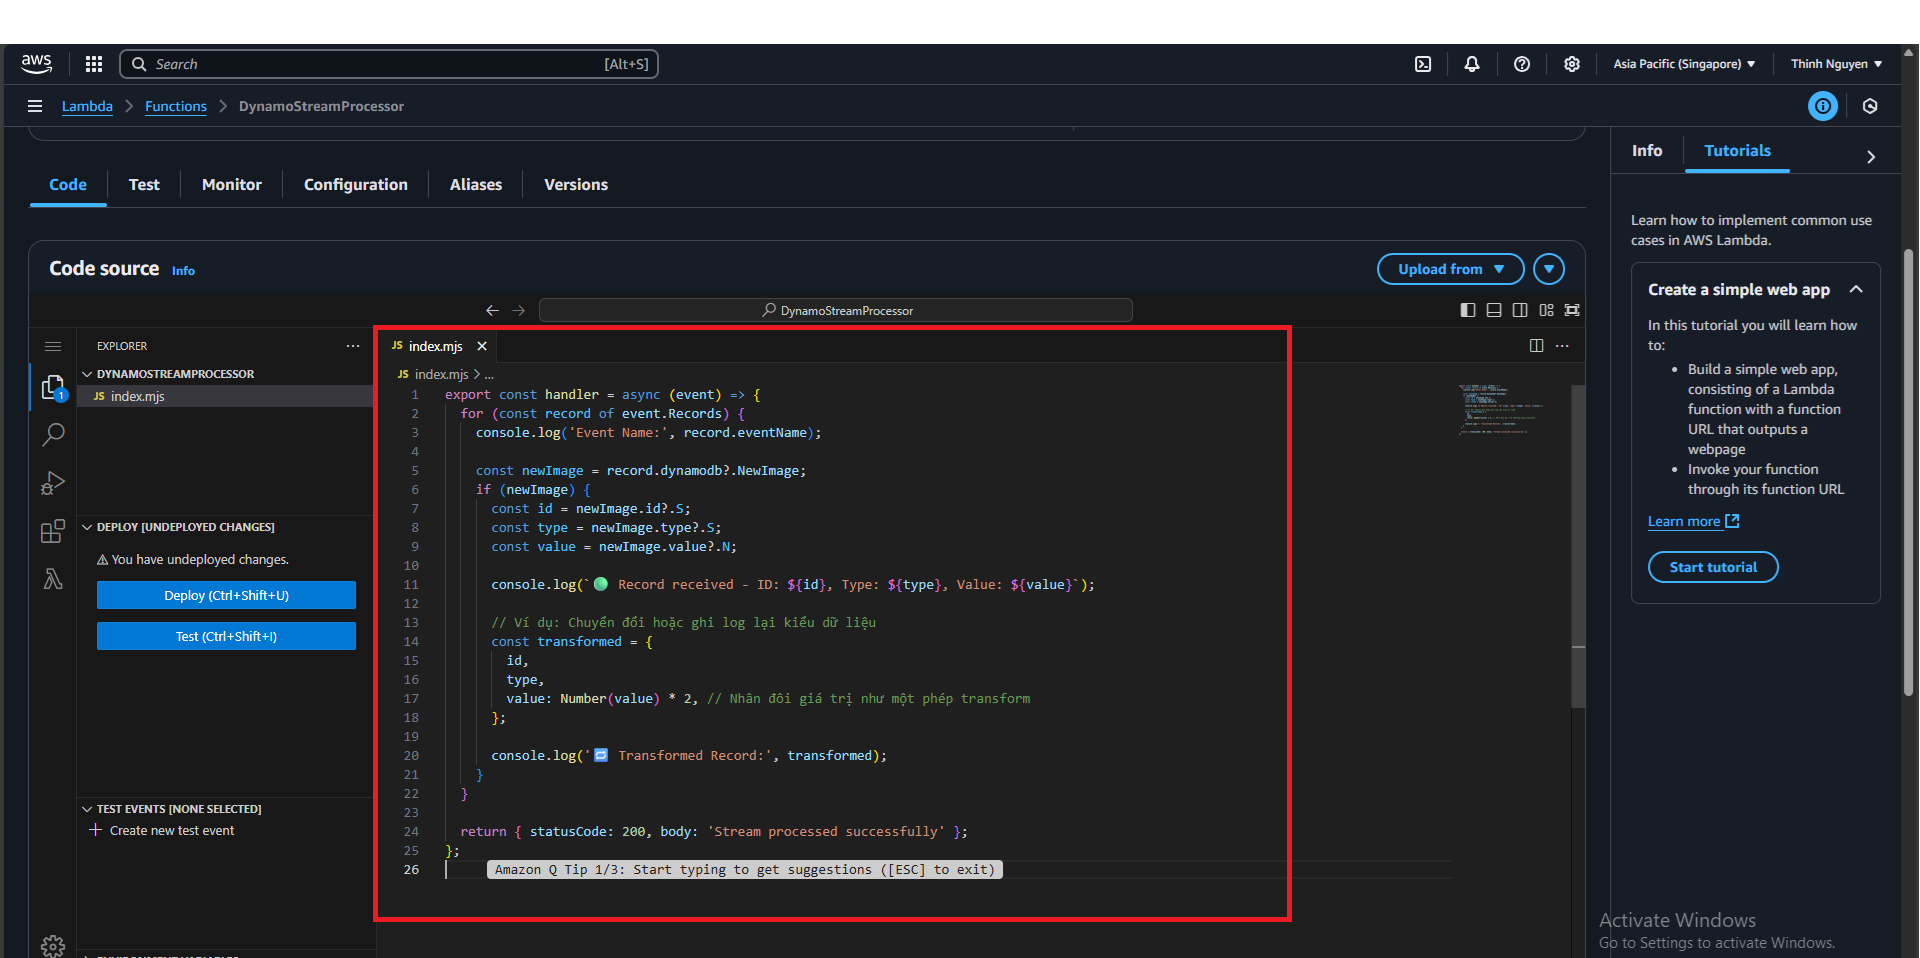 aws
Search
[Alt+S]
Asia Pacific (Singapore)
Thinh Nguyen
Lambda
Functions
DynamoStreamProcessor
Code
Test
Monitor
Configuration
Aliases
Versions
Code source
Info
Upload from
DynamoStreamProcessor
EXPLORER
DYNAMOSTREAMPROCESSOR
JS index.mjs
1
DEPLOY [UNDEPLOYED CHANGES]
You have undeployed changes.
Deploy (Ctrl+Shift+U)
Test (Ctrl+Shift+I)
TEST EVENTS [NONE SELECTED]
Create new test event
JS index.mjs
JS index.mjs > ...
1 export const handler = async (event) => {
2 for (const record of event.Records) {
3 console.log('Event Name:', record.eventName);
4
5 const newImage = record.dynamodb?.NewImage;
6 if (newImage) {
7 const id = newImage.id?.S;
8 const type = newImage.type?.S;
9 const value = newImage.value?.N;
10
11 console.log(`🟢 Record received - ID: ${id}, Type: ${type}, Value: ${value}`);
12
13 // Ví dụ: Chuyển đổi hoặc ghi log lại kiểu dữ liệu
14 const transformed = {
15 id,
16 type,
17 value: Number(value) * 2, // Nhân đôi giá trị như một phép transform
18 };
19
20 console.log('🔁 Transformed Record:', transformed);
21 }
22 }
23
24 return { statusCode: 200, body: 'Stream processed successfully' };
25 };
26 Amazon Q Tip 1/3: Start typing to get suggestions ([ESC] to exit)
Info
Tutorials
Learn how to implement common use
cases in AWS Lambda.
Create a simple web app
In this tutorial you will learn how
to:
• Build a simple web app,
consisting of a Lambda
function with a function
URL that outputs a
webpage
• Invoke your function
through its function URL
Learn more
Start tutorial
Activate Windows
Go to Settings to activate Windows.